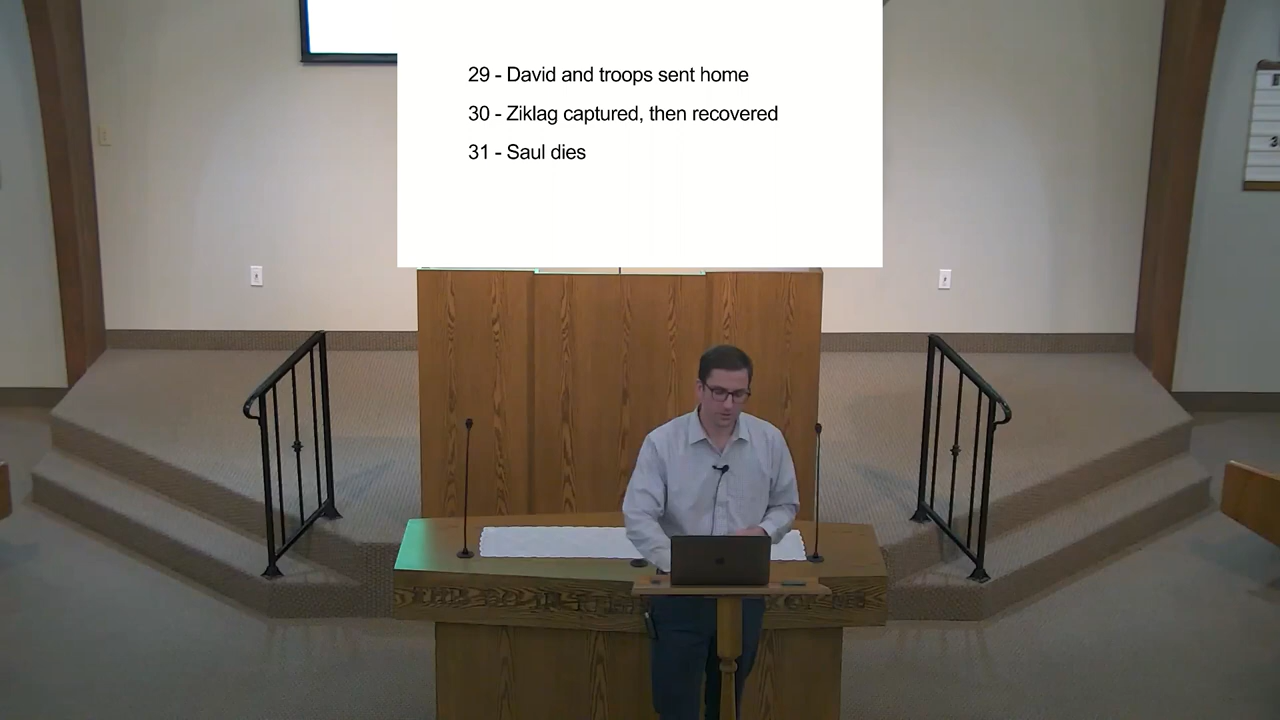 29 - David and troops sent home
30 - Ziklag captured, then recovered
31 - Saul dies